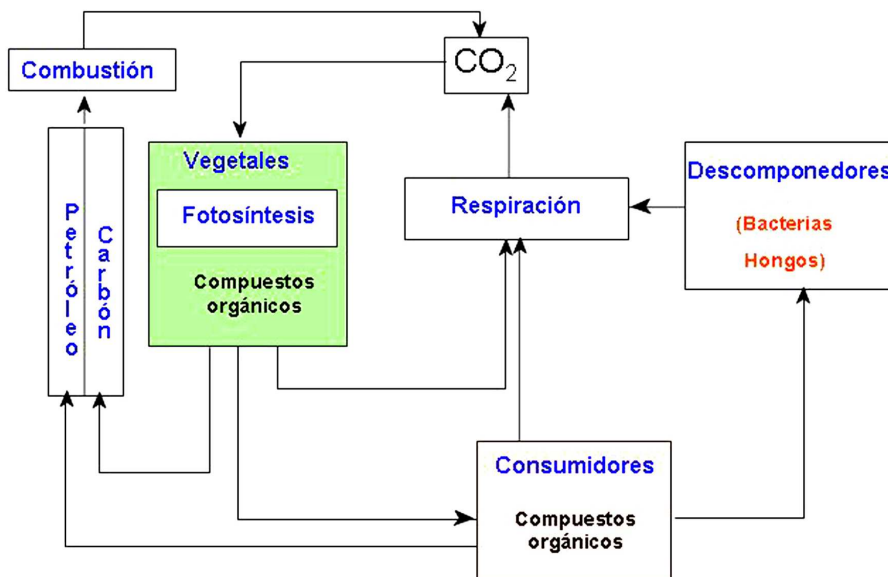 Combustión
CO2
Vegetales
Fotosíntesis
Compuestos
orgánicos
Respiración
Descomponedores
(Bacterias
Hongos)
Petróleo
Carbón
Consumidores
Compuestos
orgánicos